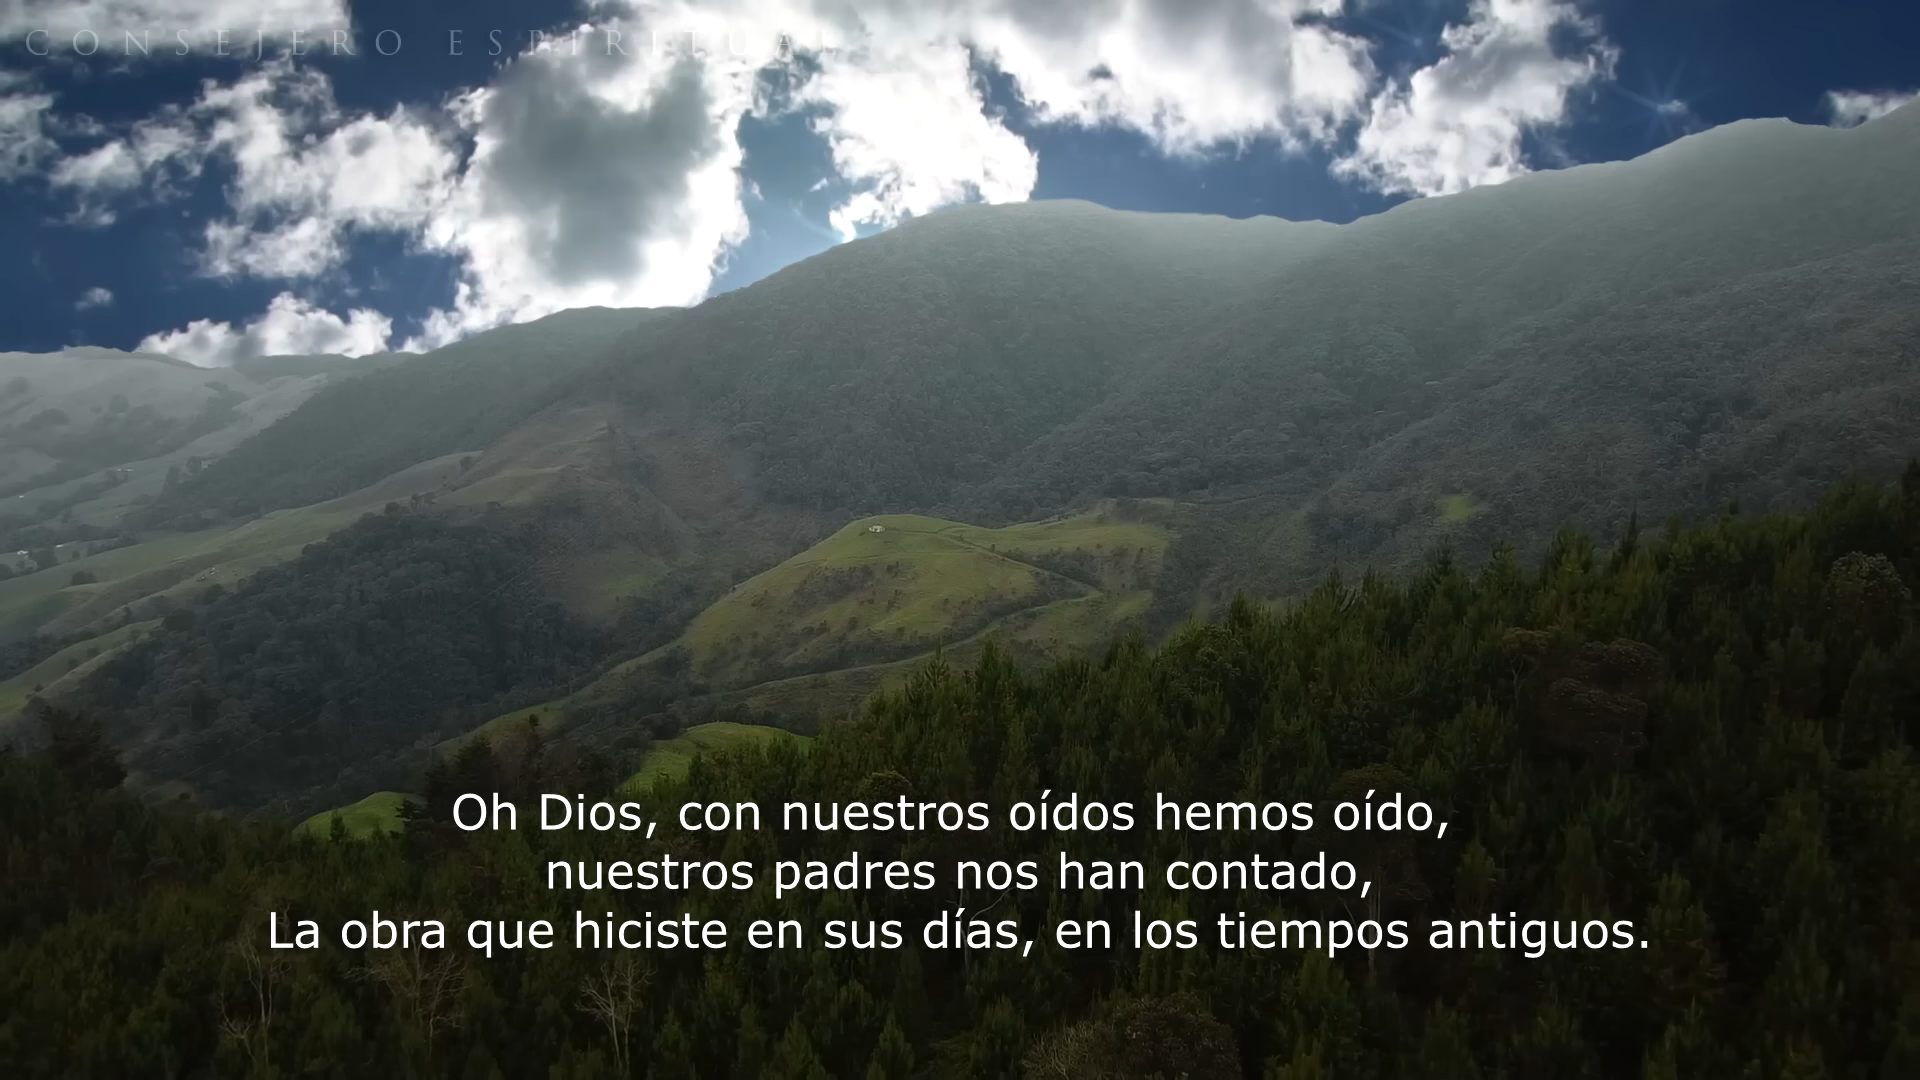 CONSEJERO ESPIRITUAL
Oh Dios, con nuestros oídos hemos oído,
nuestros padres nos han contado,
La obra que hiciste en sus días, en los tiempos antiguos.